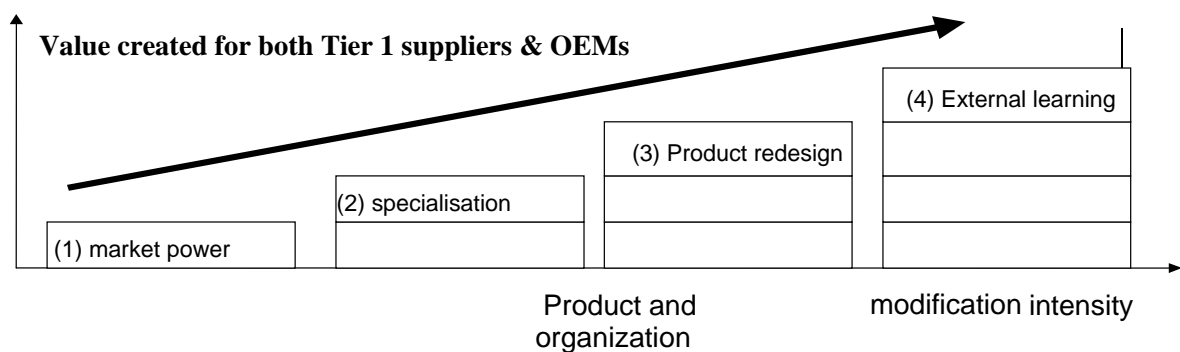 Value created for both Tier 1 suppliers & OEMs
(4) External learning
(3) Product redesign
(2) specialisation
(1) market power
Product and
organization
modification intensity